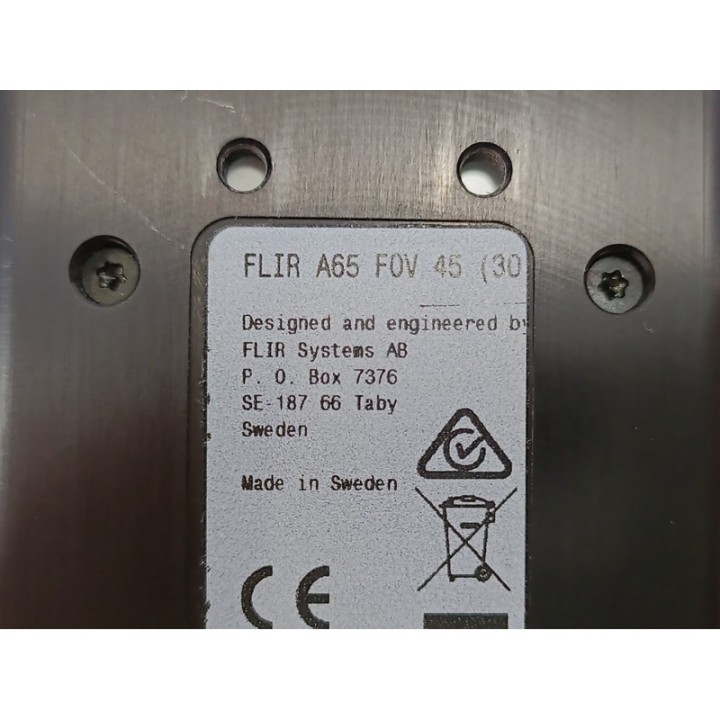 FLIR A65 FOV 45 (30
Designed and engineered by
FLIR Systems AB
P. O. Box 7376
SE-187 66 Taby
Sweden
Made in Sweden
CE